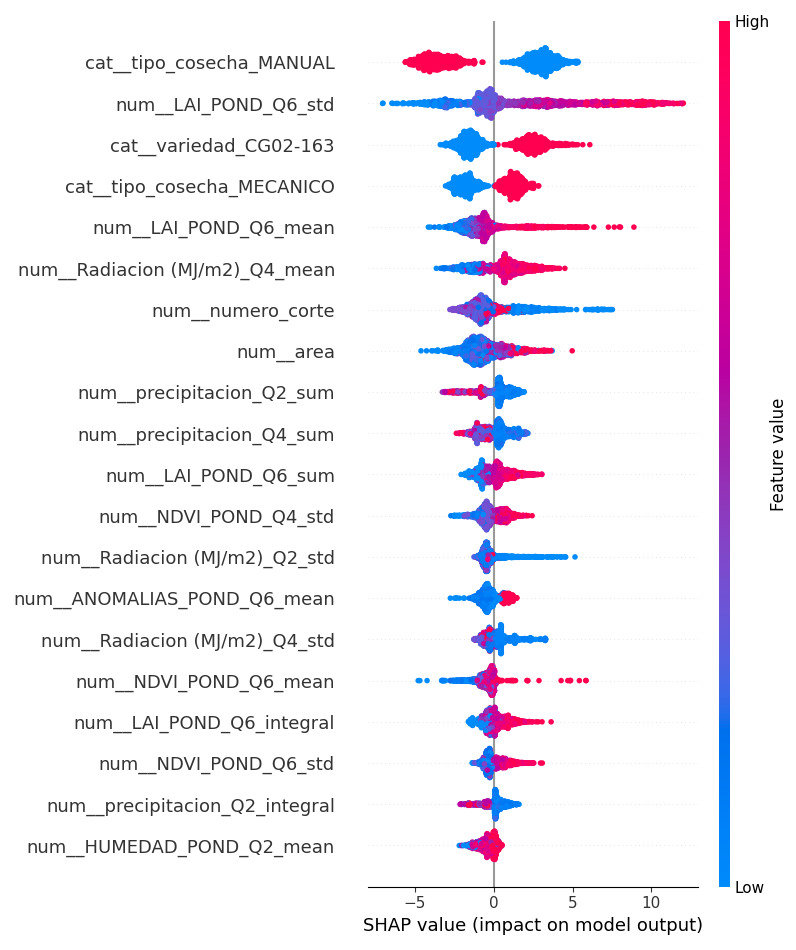 High
cat__tipo_cosecha_MANUAL
num__LAI_POND_Q6_std
cat__variedad_CG02-163
cat__tipo_cosecha_MECANICO
num__LAI_POND_Q6_mean
num__Radiacion (MJ/m2)_Q4_mean
num__numero_corte
num__area
num__precipitacion_Q2_sum
num__precipitacion_Q4_sum
num__LAI_POND_Q6_sum
num__NDVI_POND_Q4_std
num__Radiacion (MJ/m2)_Q2_std
num__ANOMALIAS_POND_Q6_mean
num__Radiacion (MJ/m2)_Q4_std
num__NDVI_POND_Q6_mean
num__LAI_POND_Q6_integral
num__NDVI_POND_Q6_std
num__precipitacion_Q2_integral
num__HUMEDAD_POND_Q2_mean
Feature value
Low
−5 0 5 10
SHAP value (impact on model output)